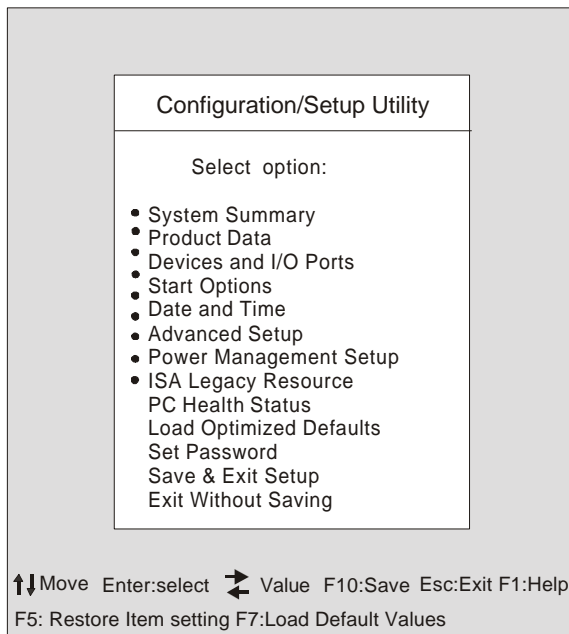 Configuration/Setup Utility
Select option:
• System Summary
• Product Data
• Devices and I/O Ports
• Start Options
• Date and Time
• Advanced Setup
• Power Management Setup
• ISA Legacy Resource
PC Health Status
Load Optimized Defaults
Set Password
Save & Exit Setup
Exit Without Saving
Move Enter:select Value F10:Save Esc:Exit F1:Help
F5: Restore Item setting F7:Load Default Values